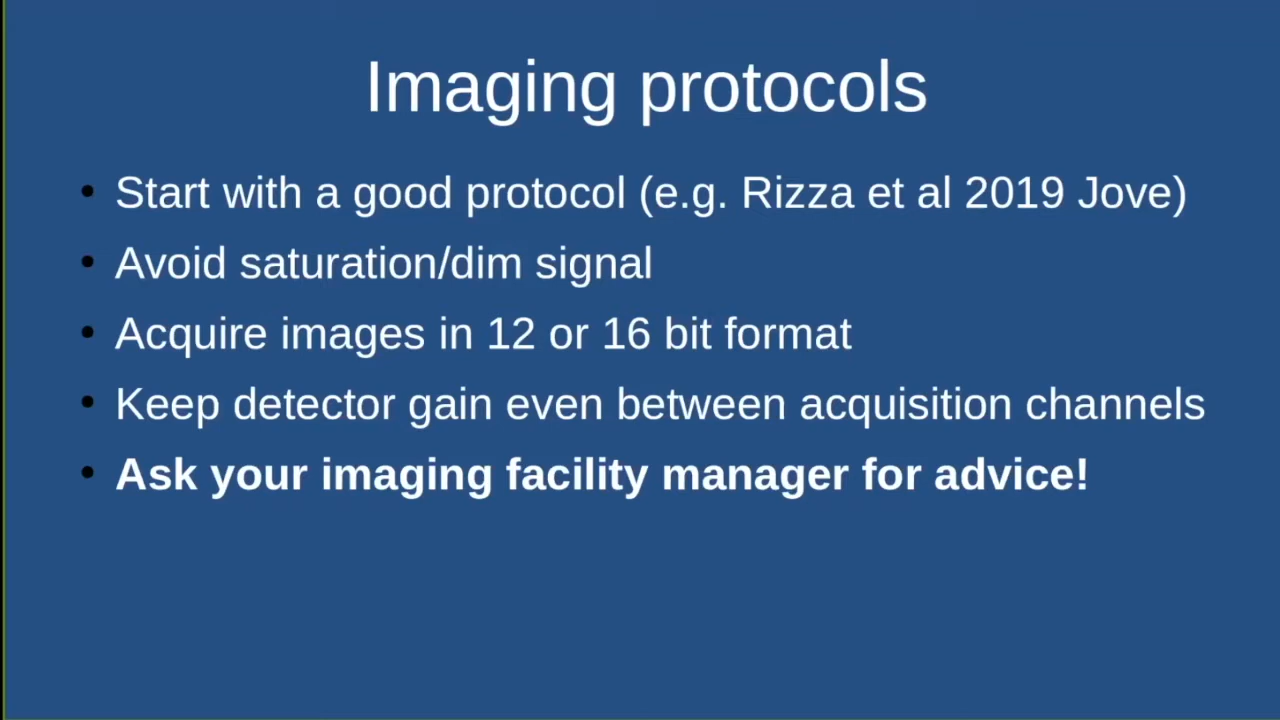 Imaging protocols
• Start with a good protocol (e.g. Rizza et al 2019 Jove)
• Avoid saturation/dim signal
• Acquire images in 12 or 16 bit format
• Keep detector gain even between acquisition channels
• Ask your imaging facility manager for advice!